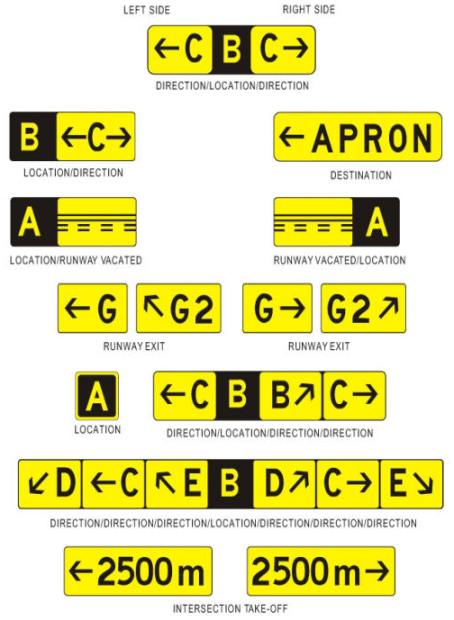 LEFT SIDE RIGHT SIDE
←C B C→
DIRECTION/LOCATION/DIRECTION
B ←C→ ←APRON
LOCATION/DIRECTION DESTINATION
A A
LOCATION/RUNWAY VACATED RUNWAY VACATED/LOCATION
←G ↖G2 G→ G2↗
RUNWAY EXIT RUNWAY EXIT
A ←C B B↗ C→
LOCATION DIRECTION/LOCATION/DIRECTION/DIRECTION
↙D ←C ↖E B D↗ C→ E↘
DIRECTION/DIRECTION/DIRECTION/LOCATION/DIRECTION/DIRECTION/DIRECTION
←2500m 2500m→
INTERSECTION TAKE-OFF